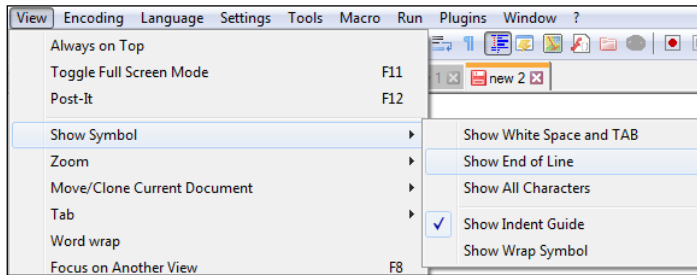 View Encoding Language Settings Tools Macro Run Plugins Window ?
Always on Top
Toggle Full Screen Mode F11
Post-It F12
1 new 2
Show Symbol
Zoom
Move/Clone Current Document
Tab
Word wrap
Focus on Another View F8
Show White Space and TAB
Show End of Line
Show All Characters
Show Indent Guide
Show Wrap Symbol